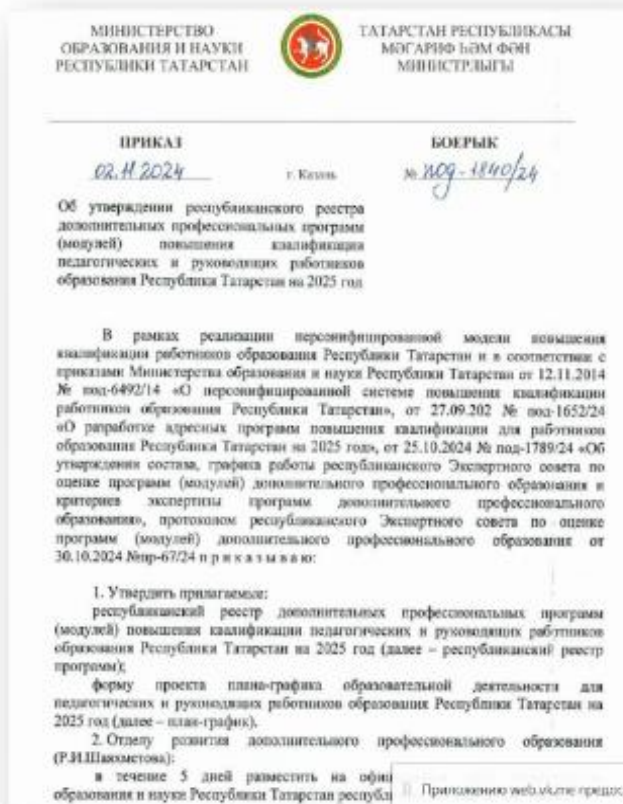 МИНИСТЕРСТВО
ОБРАЗОВАНИЯ И НАУКИ
РЕСПУБЛИКИ ТАТАРСТАН
ТАТАРСТАН РЕСПУБЛИКАСЫ
МӘГАРИФ ҺӘМ ФӘН
МИНИСТРЛЫГЫ
ПРИКАЗ
БОЕРЫК
02.11.2024
г. Казань
№ под-1840/24
Об утверждении республиканского реестра
дополнительных профессиональных программ
(модулей) повышения квалификации
педагогических и руководящих работников
образования Республики Татарстан на 2025 год
В рамках реализации персонифицированной модели повышения
квалификации работников образования Республики Татарстан и в соответствии с
приказами Министерства образования и науки Республики Татарстан от 12.11.2014
№ под-6492/14 «О персонифицированной системе повышения квалификации
работников образования Республики Татарстан», от 27.09.202 № под-1652/24
«О разработке адресных программ повышения квалификации для работников
образования Республики Татарстан на 2025 год», от 25.10.2024 № под-1789/24 «Об
утверждении состава, графика работы республиканского Экспертного совета по
оценке программ (модулей) дополнительного профессионального образования и
критериев экспертизы программ дополнительного профессионального
образования», протоколом республиканского Экспертного совета по оценке
программ (модулей) дополнительного профессионального образования от
30.10.2024 №пр-67/24 п р и к а з ы в а ю:
1. Утвердить прилагаемые:
республиканский реестр дополнительных профессиональных программ
(модулей) повышения квалификации педагогических и руководящих работников
образования Республики Татарстан на 2025 год (далее – республиканский реестр
программ);
форму проекта плана-графика образовательной деятельности для
педагогических и руководящих работников образования Республики Татарстан на
2025 год (далее – план-график).
2. Отделу развития дополнительного профессионального образования
(Р.И.Шаяхметова):
в течение 5 дней разместить на офиц
образования и науки Республики Татарстан республ
Приложению web.vk.me предос